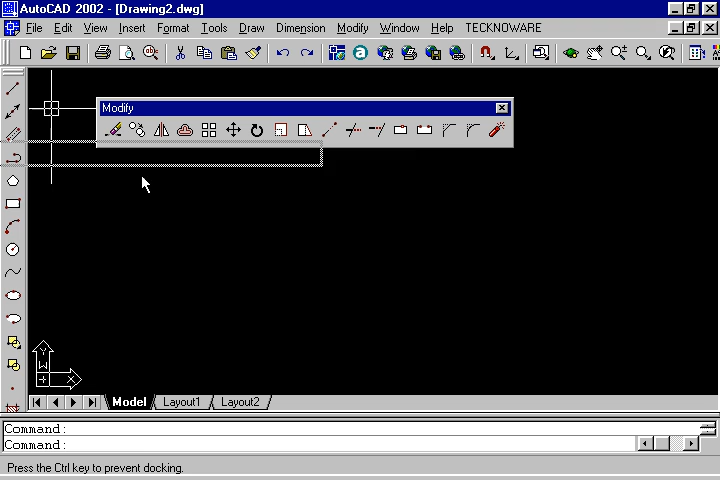 AutoCAD 2002 - [Drawing2.dwg]
File Edit View Insert Format Tools Draw Dimension Modify Window Help TECKNOWARE
Modify
Y
W
X
Model Layout1 Layout2
Command:
Command:
Press the Ctrl key to prevent docking.